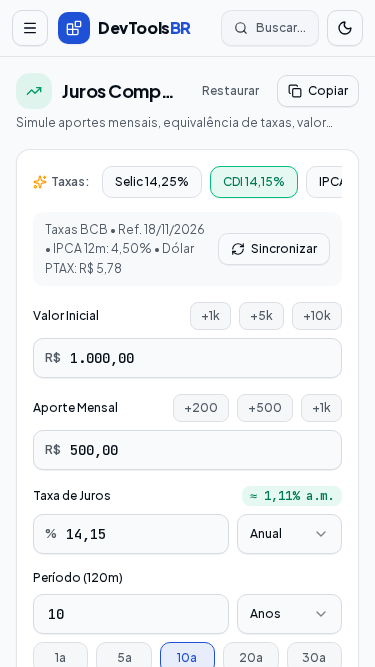 DevToolsBR
Buscar...
Juros Comp...
Restaurar
Copiar
Simule aportes mensais, equivalência de taxas, valor...
Taxas:
Selic 14,25%
CDI 14,15%
IPCA
Taxas BCB • Ref. 18/11/2026
• IPCA 12m: 4,50% • Dólar
PTAX: R$ 5,78
Sincronizar
Valor Inicial
+1k
+5k
+10k
R$ 1.000,00
Aporte Mensal
+200
+500
+1k
R$ 500,00
Taxa de Juros
≈ 1,11% a.m.
% 14,15
Anual
Período (120m)
10
Anos
1a
5a
10a
20a
30a